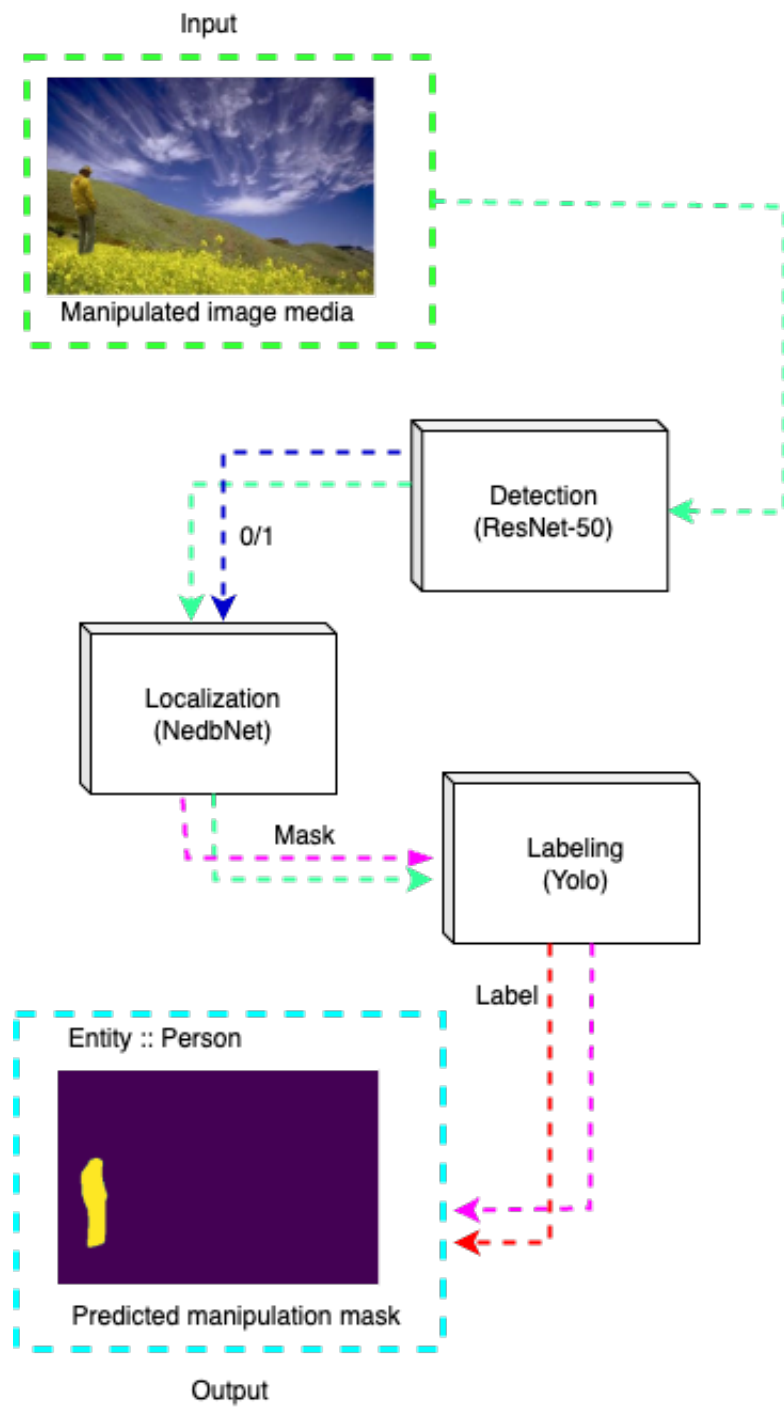 Input
Manipulated image media
Detection
(ResNet-50)
0/1
Localization
(NedbNet)
Mask
Labeling
(Yolo)
Label
Entity :: Person
Predicted manipulation mask
Output